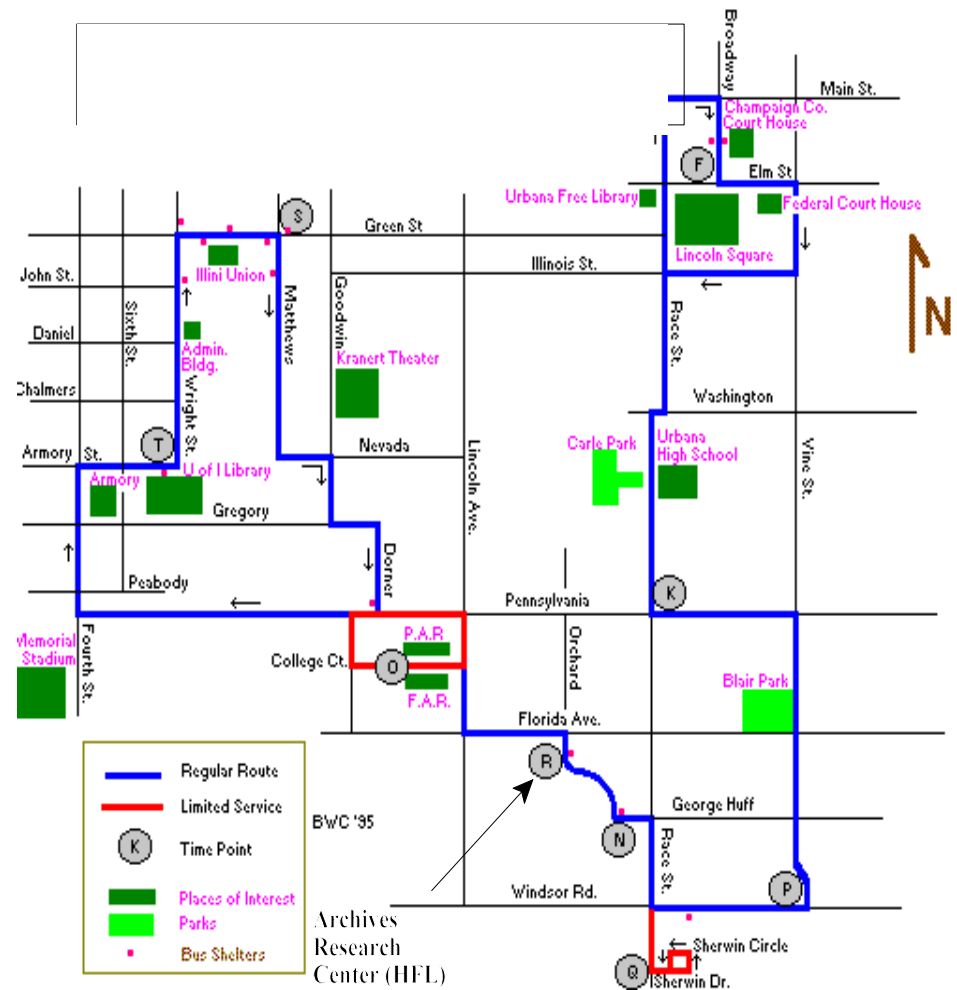 Broadway
Main St.
Champaign Co.
Court House
F
Elm St
Urbana Free Library
Federal Court House
S
Green St
Lincoln Square
Illini Union
Illinois St.
John St.
Matthews
Goodwin
Race St.
N
Sixth St.
Daniel
Admin.
Bldg.
Kranert Theater
Chalmers
Wright St.
Washington
T
Armory St.
Nevada
Lincoln Ave.
Carle Park
Urbana
High School
Vine St.
U of I Library
Armory
Gregory
Dorner
Peabody
K
Pennsylvania
Memorial
Stadium
Fourth St.
P.A.R
College Ct.
O
F.A.R.
Orchard
Blair Park
Florida Ave.
R
Regular Route
Limited Service
K
Time Point
BWC '95
George Huff
N
Race St.
P
Windsor Rd.
Places of Interest
Parks
Bus Shelters
Archives
Research
Center (HFL)
Sherwin Circle
Q
Sherwin Dr.